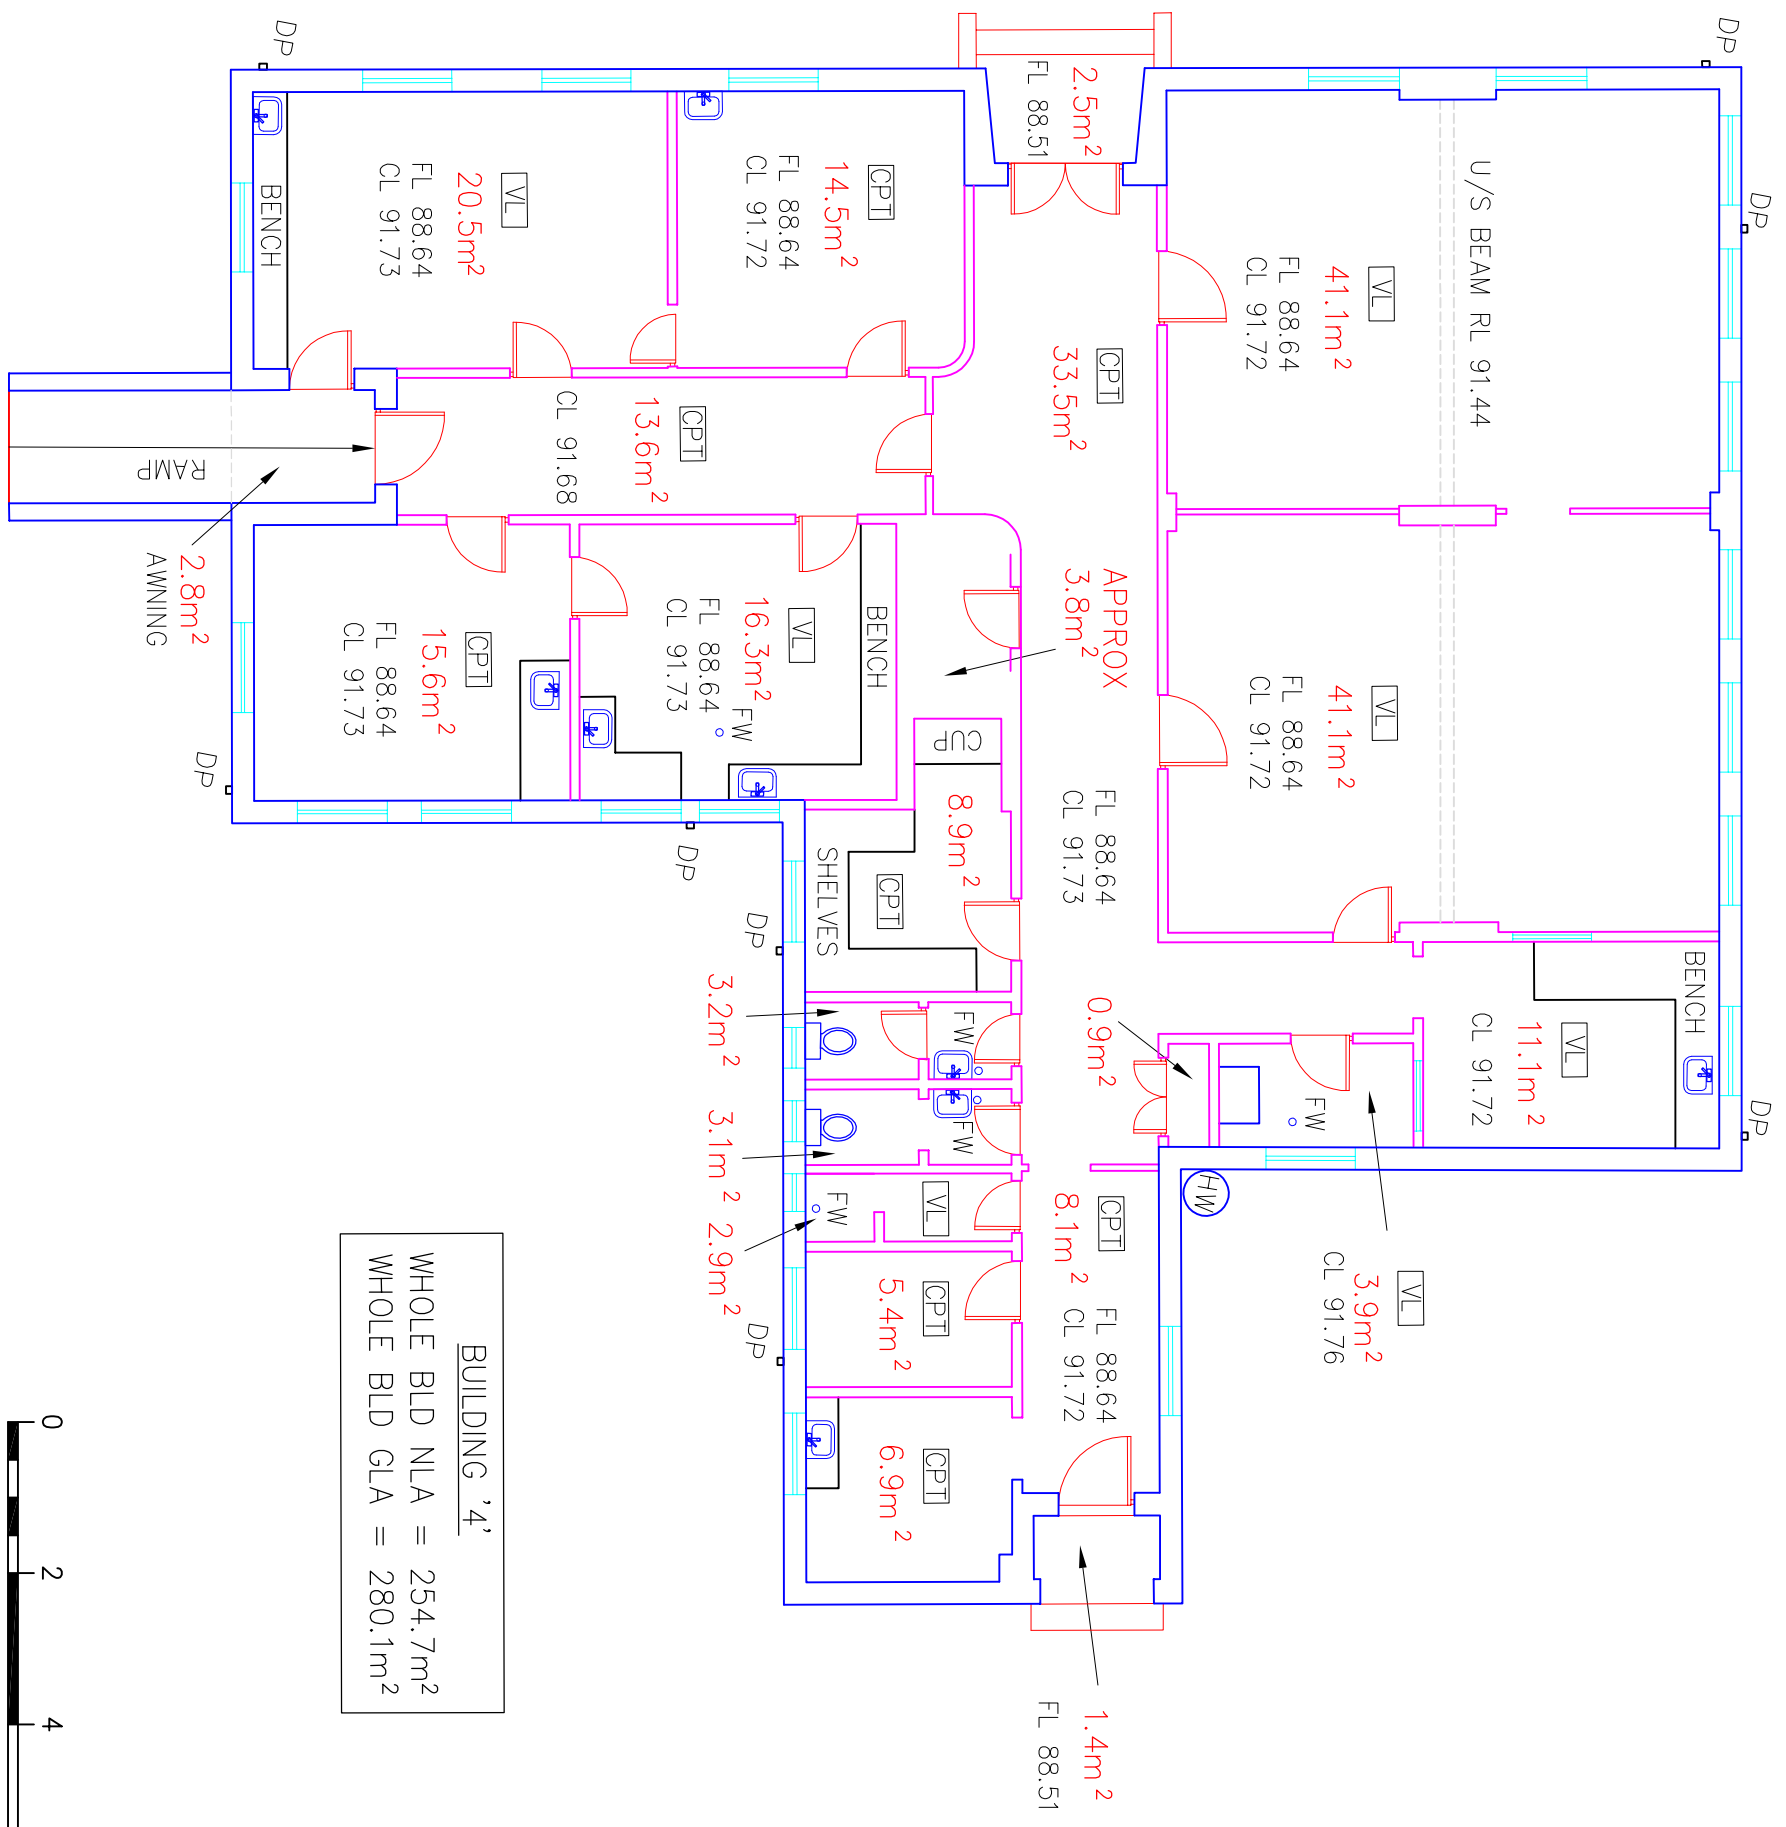 DP
DP
DP
DP
DP
DP
DP
DP
DP
2.5m²
FL 88.51
VL
20.5m²
FL 88.64
CL 91.73
BENCH
CPT
14.5m²
FL 88.64
CL 91.72
U/S BEAM RL 91.44
VL
41.1m²
FL 88.64
CL 91.72
CPT
33.5m²
CPT
13.6m²
CL 91.68
RAMP
2.8m²
AWNING
CPT
15.6m²
FL 88.64
CL 91.73
VL
16.3m²
FL 88.64
CL 91.73
FW
BENCH
APPROX
3.8m²
CUP
VL
41.1m²
FL 88.64
CL 91.72
FL 88.64
CL 91.73
8.9m²
CPT
SHELVES
BENCH
VL
11.1m²
CL 91.72
0.9m²
FW
VL
3.9m²
CL 91.76
HW
3.2m²
FW
3.1m²
FW
2.9m²
FW
VL
CPT
8.1m²
FL 88.64
CL 91.72
CPT
5.4m²
CPT
6.9m²
1.4m²
FL 88.51
BUILDING '4'
WHOLE BLD NLA = 254.7m²
WHOLE BLD GLA = 280.1m²
0
2
4